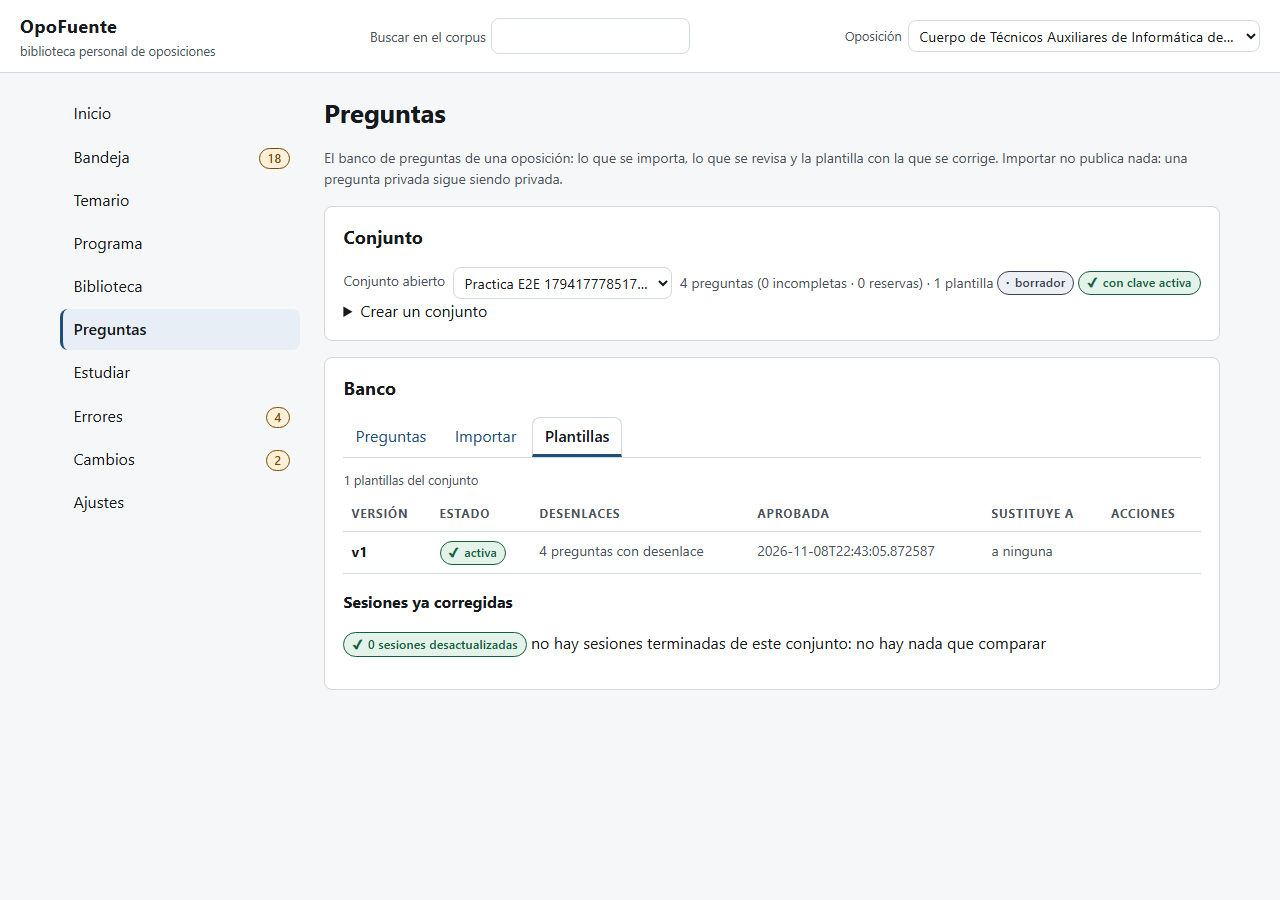 OpoFuente
biblioteca personal de oposiciones
Buscar en el corpus
Oposición Cuerpo de Técnicos Auxiliares de Informática de...
Inicio
Bandeja 18
Temario
Programa
Biblioteca
Preguntas
Estudiar
Errores 4
Cambios 2
Ajustes
Preguntas
El banco de preguntas de una oposición: lo que se importa, lo que se revisa y la plantilla con la que se corrige. Importar no publica nada: una
pregunta privada sigue siendo privada.
Conjunto
Conjunto abierto Practica E2E 179417778517... 4 preguntas (0 incompletas · 0 reservas) · 1 plantilla · borrador ✓ con clave activa
▶ Crear un conjunto
Banco
Preguntas Importar Plantillas
1 plantillas del conjunto
VERSIÓN ESTADO DESENLACES APROBADA SUSTITUYE A ACCIONES
v1 ✓ activa 4 preguntas con desenlace 2026-11-08T22:43:05.872587 a ninguna
Sesiones ya corregidas
✓ 0 sesiones desactualizadas no hay sesiones terminadas de este conjunto: no hay nada que comparar